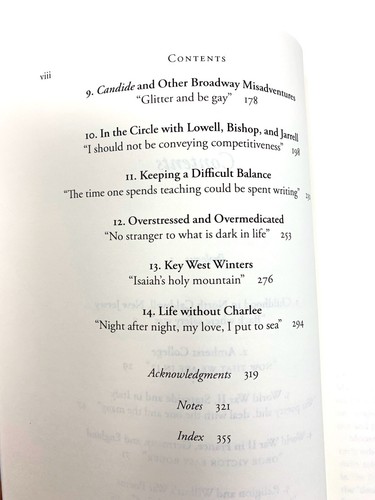 CONTENTS
viii
9. Candide and Other Broadway Misadventures
“Glitter and be gay” 178
10. In the Circle with Lowell, Bishop, and Jarrell
“I should not be conveying competitiveness” 198
11. Keeping a Difficult Balance
“The time one spends teaching could be spent writing”
12. Overstressed and Overmedicated
“No stranger to what is dark in life” 253
13. Key West Winters
“Isaiah’s holy mountain” 276
14. Life without Charlee
“Night after night, my love, I put to sea” 294
Acknowledgments 319
Notes 321
Index 355